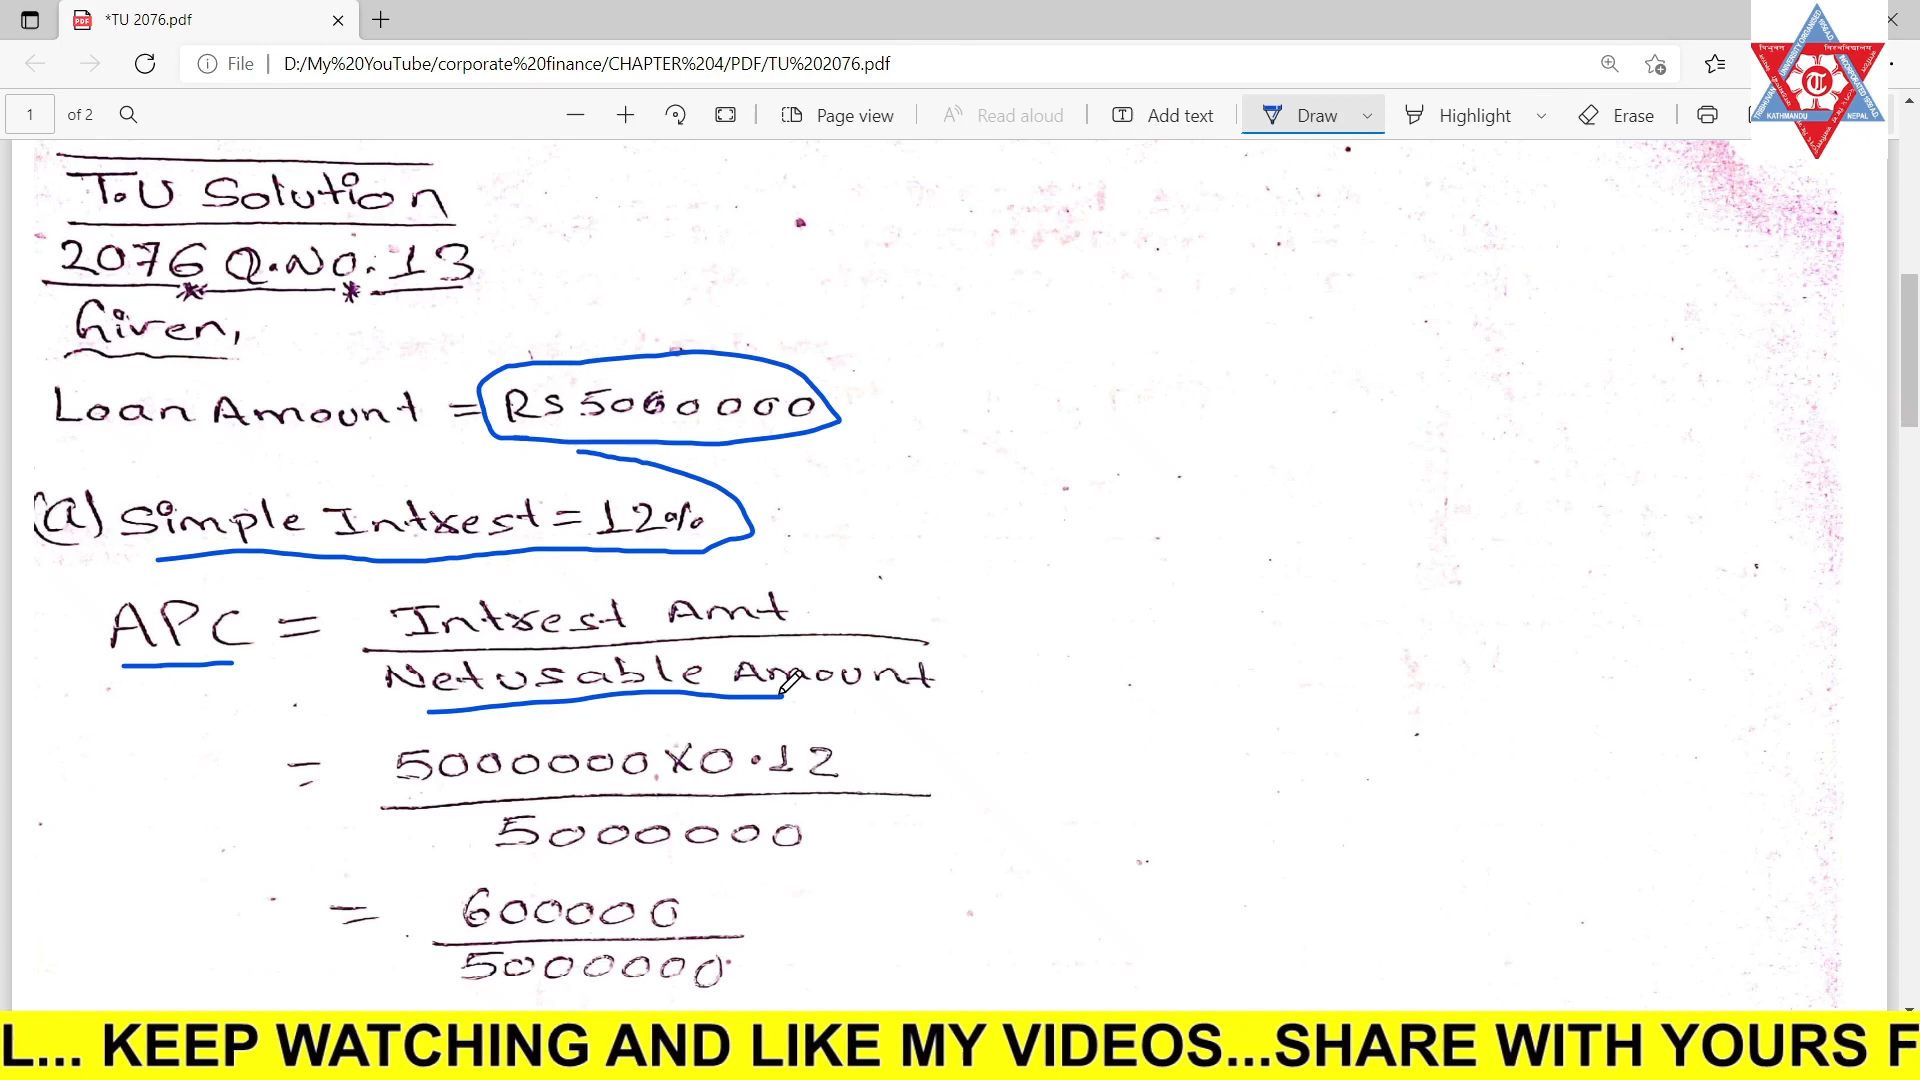 *TU 2076.pdf
File | D:/My%20YouTube/corporate%20finance/CHAPTER%204/PDF/TU%202076.pdf
1 of 2 Page view Read aloud Add text Draw Highlight Erase
T.U Solution
2076 Q.No.13
Given,
Loan Amount = RS 5000000
(a) Simple Intrest = 12%
APC = Intrest Amt
Netusable Amount
= 5000000 X0.12
5000000
= 600000
5000000
L... KEEP WATCHING AND LIKE MY VIDEOS...SHARE WITH YOURS F